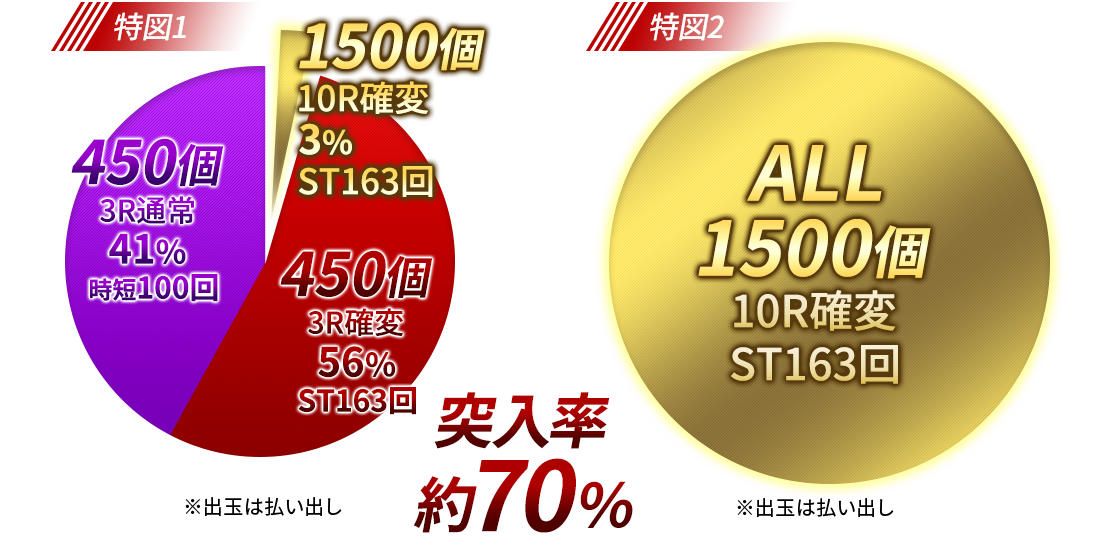 特図1
1500個
10R確変
3%
ST163回
450個
3R通常
41%
時短100回
450個
3R確変
56%
ST163回
※出玉は払い出し
突入率
約70%
特図2
ALL
1500個
10R確変
ST163回
※出玉は払い出し